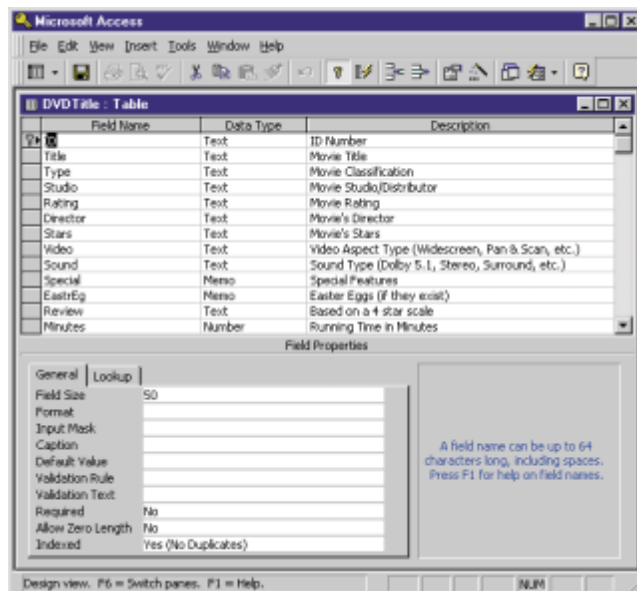 Microsoft Access
File Edit View Insert Tools Window Help
DVDTitle : Table
Field Name Data Type Description
ID Text ID Number
Title Text Movie Title
Type Text Movie Classification
Studio Text Movie Studio/Distributor
Rating Text Movie Rating
Director Text Movie's Director
Stars Text Movie's Stars
Video Text Video Aspect Type (Widescreen, Pan & Scan, etc.)
Sound Text Sound Type (Dolby 5.1, Stereo, Surround, etc.)
Special Memo Special Features
EastrEg Memo Easter Eggs (if they exist)
Review Text Based on a 4 star scale
Minutes Number Running Time in Minutes
Field Properties
General Lookup
Field Size 50
Format
Input Mask
Caption
Default Value
Validation Rule
Validation Text
Required No
Allow Zero Length No
Indexed Yes (No Duplicates)
A field name can be up to 64
characters long, including spaces.
Press F1 for help on field names.
Design view. F6 = Switch panes. F1 = Help. NUM